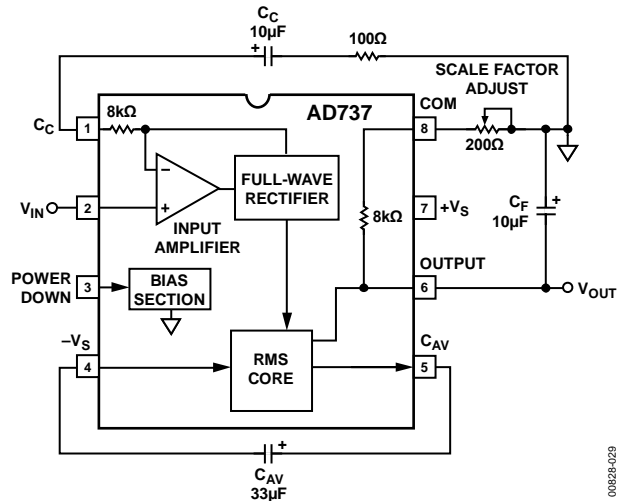 CC
10µF
+
100Ω
SCALE FACTOR
ADJUST
8kΩ
AD737
COM
CC
1
8
200Ω
FULL-WAVE
RECTIFIER
−
+
VIN
2
INPUT
AMPLIFIER
8kΩ
7
+VS
CF
10µF
+
POWER
DOWN
3
BIAS
SECTION
OUTPUT
6
VOUT
−VS
4
RMS
CORE
CAV
5
+
CAV
33µF
00828-029